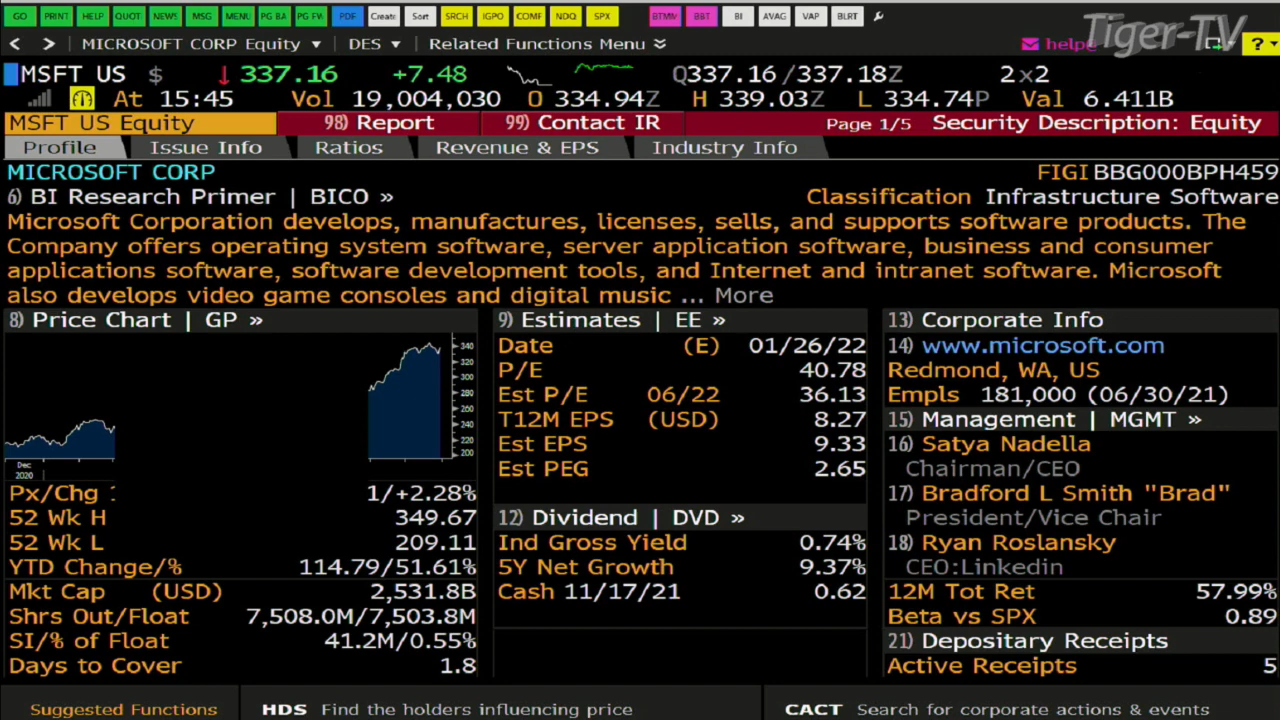 GO PRINT HELP QUOT NEWS MSG MENU PG BA PG FW PDF Create Sort SRCH IGPO COMF NDQ SPX BTMV BBT BI AVAG VAP BLRT
< > MICROSOFT CORP Equity DES Related Functions Menu help ?
Tiger-TV
MSFT US $ ↓ 337.16 +7.48 Q337.16 /337.18Z 2x2
At 15:45 Vol 19,004,030 O 334.94Z H 339.03Z L 334.74P Val 6.411B
MSFT US Equity 98) Report 99) Contact IR Page 1/5 Security Description: Equity
Profile Issue Info Ratios Revenue & EPS Industry Info
MICROSOFT CORP FIGI BBG000BPH459
6) BI Research Primer | BICO » Classification Infrastructure Software
Microsoft Corporation develops, manufactures, licenses, sells, and supports software products. The
Company offers operating system software, server application software, business and consumer
applications software, software development tools, and Internet and intranet software. Microsoft
also develops video game consoles and digital music ... More
8) Price Chart | GP »
340
320
300
280
260
240
220
200
Dec
2020
Px/Chg 1/+2.28%
52 Wk H 349.67
52 Wk L 209.11
YTD Change/% 114.79/51.61%
Mkt Cap (USD) 2,531.8B
Shrs Out/Float 7,508.0M/7,503.8M
SI/% of Float 41.2M/0.55%
Days to Cover 1.8
9) Estimates | EE »
Date (E) 01/26/22
P/E 40.78
Est P/E 06/22 36.13
T12M EPS (USD) 8.27
Est EPS 9.33
Est PEG 2.65
12) Dividend | DVD »
Ind Gross Yield 0.74%
5Y Net Growth 9.37%
Cash 11/17/21 0.62
13) Corporate Info
14) www.microsoft.com
Redmond, WA, US
Empls 181,000 (06/30/21)
15) Management | MGMT »
16) Satya Nadella
Chairman/CEO
17) Bradford L Smith "Brad"
President/Vice Chair
18) Ryan Roslansky
CEO:Linkedin
12M Tot Ret 57.99%
Beta vs SPX 0.89
21) Depositary Receipts
Active Receipts 5
Suggested Functions HDS Find the holders influencing price CACT Search for corporate actions & events